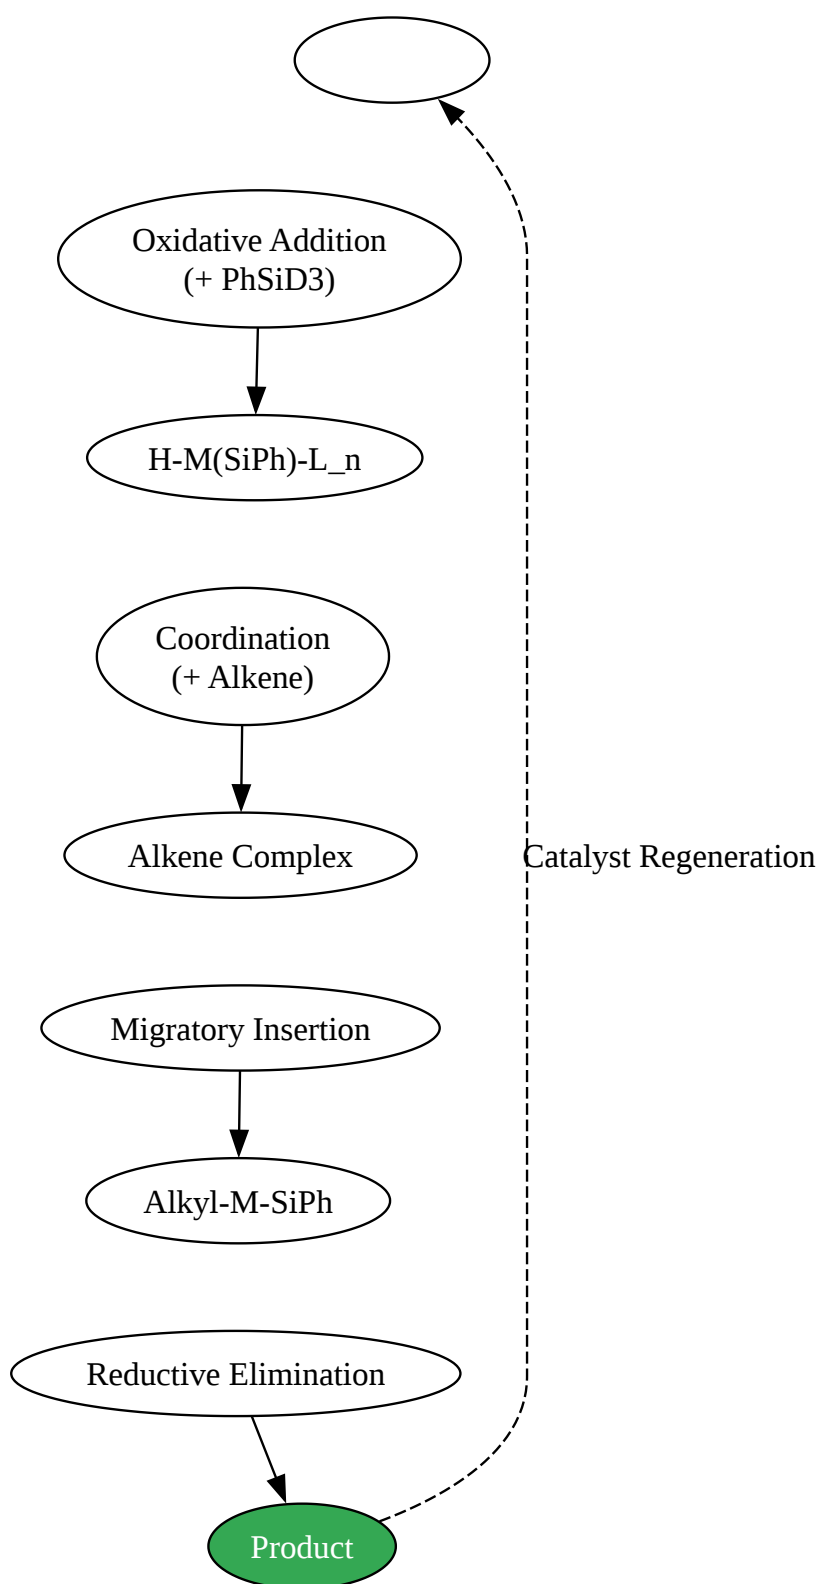 Oxidative Addition
(+ PhSiD3)
H-M(SiPh)-L_n
Coordination
(+ Alkene)
Alkene Complex
Catalyst Regeneration
Migratory Insertion
Alkyl-M-SiPh
Reductive Elimination
Product